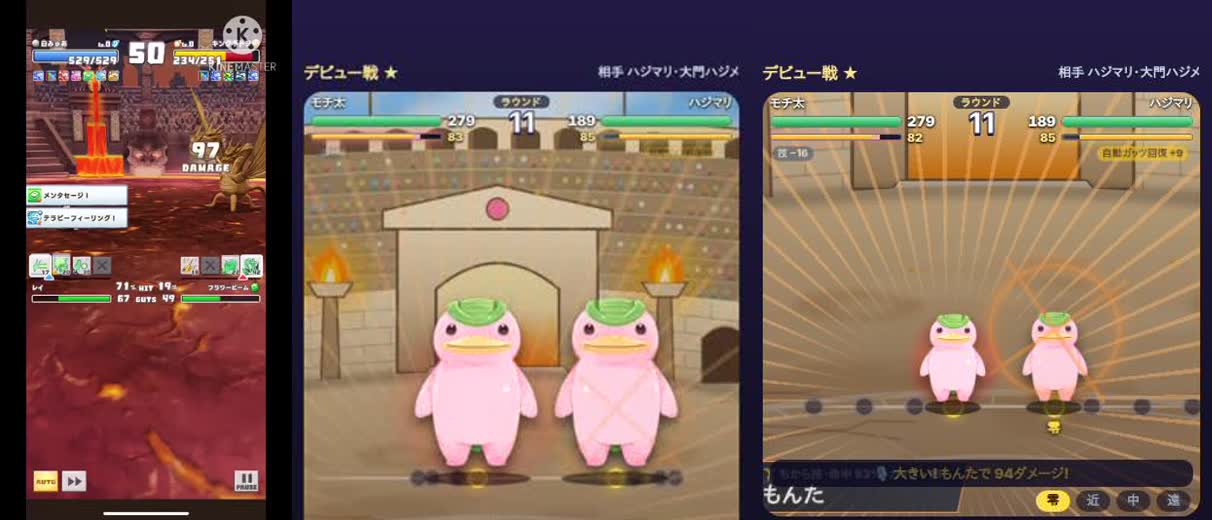 50
529/529
234/251
KINEMASTER
97
DAMAGE
メンタセージ!
テラピーフィーリング!
レイ
71% HIT 19%
フラワービーム
67 GUTS 49
AUTO
PAUSE
デビュー戦 ★
相手 ハジマリ・大門ハジメ
モチ太
ラウンド
ハジマリ
279
11
189
83
85
デビュー戦 ★
相手 ハジマリ・大門ハジメ
モチ太
ラウンド
ハジマリ
279
11
189
82
85
技 -16
自動ガッツ回復 +9
零
大きい!もんたで 94ダメージ!
もんた
零
近
中
遠